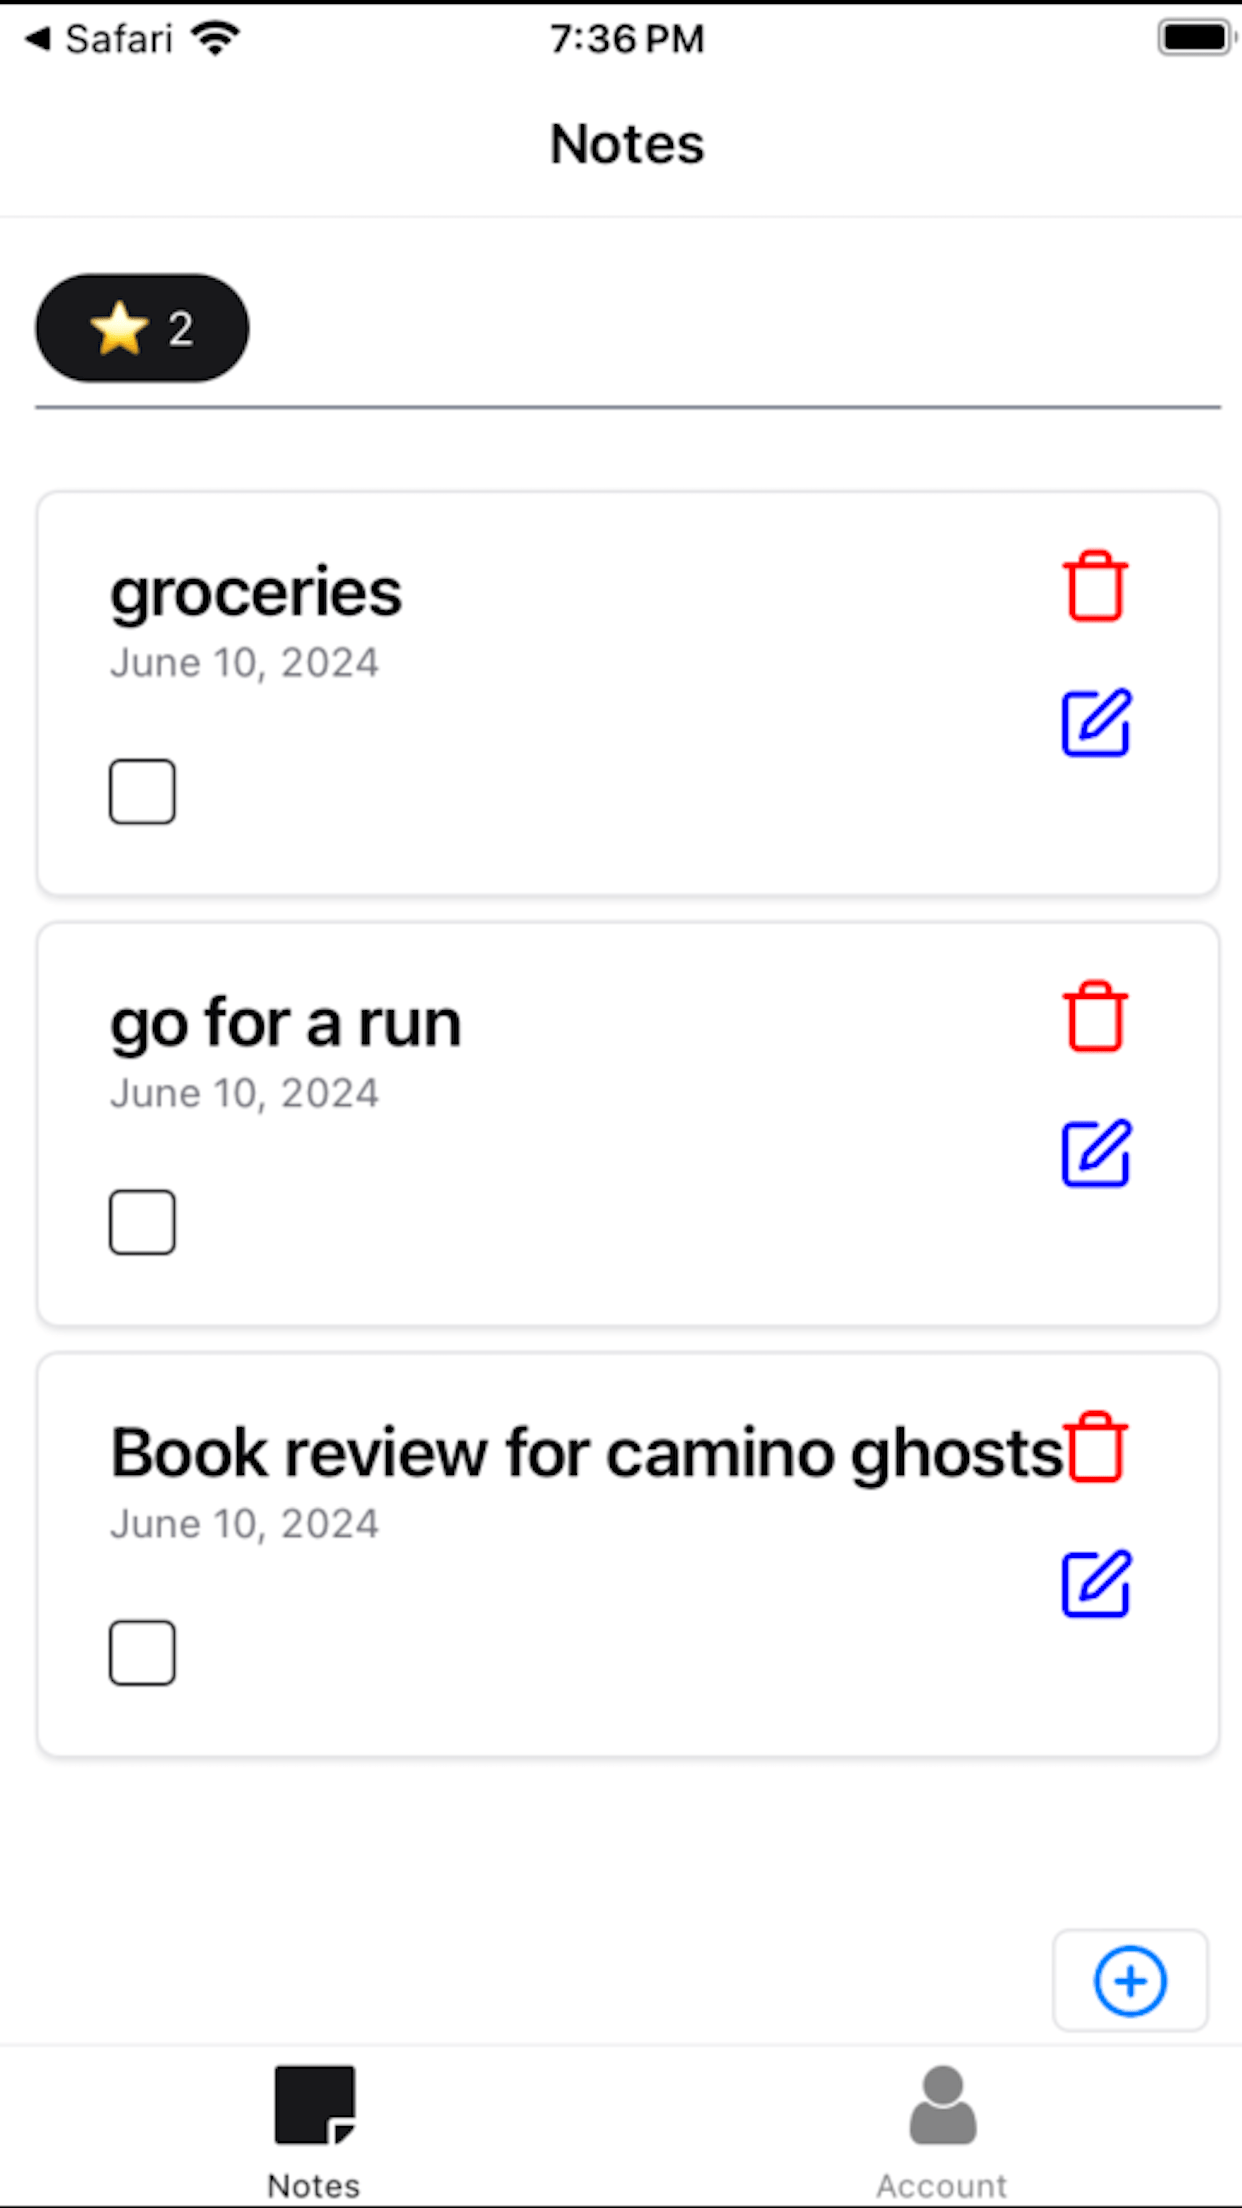 Safari
7:36 PM
Notes
2
groceries
June 10, 2024
go for a run
June 10, 2024
Book review for camino ghosts
June 10, 2024
Notes
Account